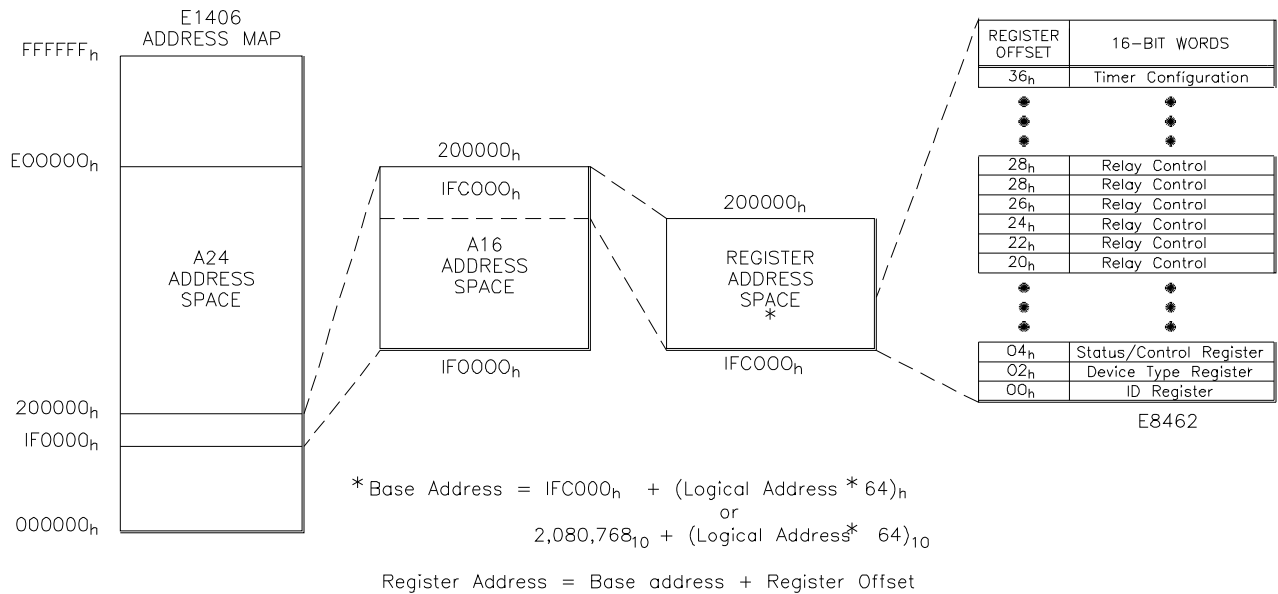 E1406
ADDRESS MAP
FFFFFFh
E00000h
A24
ADDRESS
SPACE
200000h
IF0000h
000000h
200000h
IFC000h
A16
ADDRESS
SPACE
IF0000h
200000h
REGISTER
ADDRESS
SPACE
*
IFC000h
REGISTER OFFSET 16-BIT WORDS
36h Timer Configuration
28h Relay Control
28h Relay Control
26h Relay Control
24h Relay Control
22h Relay Control
20h Relay Control
04h Status/Control Register
02h Device Type Register
00h ID Register
E8462
* Base Address = IFC000h + (Logical Address * 64)h
or
2,080,76810 + (Logical Address* 64)10
Register Address = Base address + Register Offset